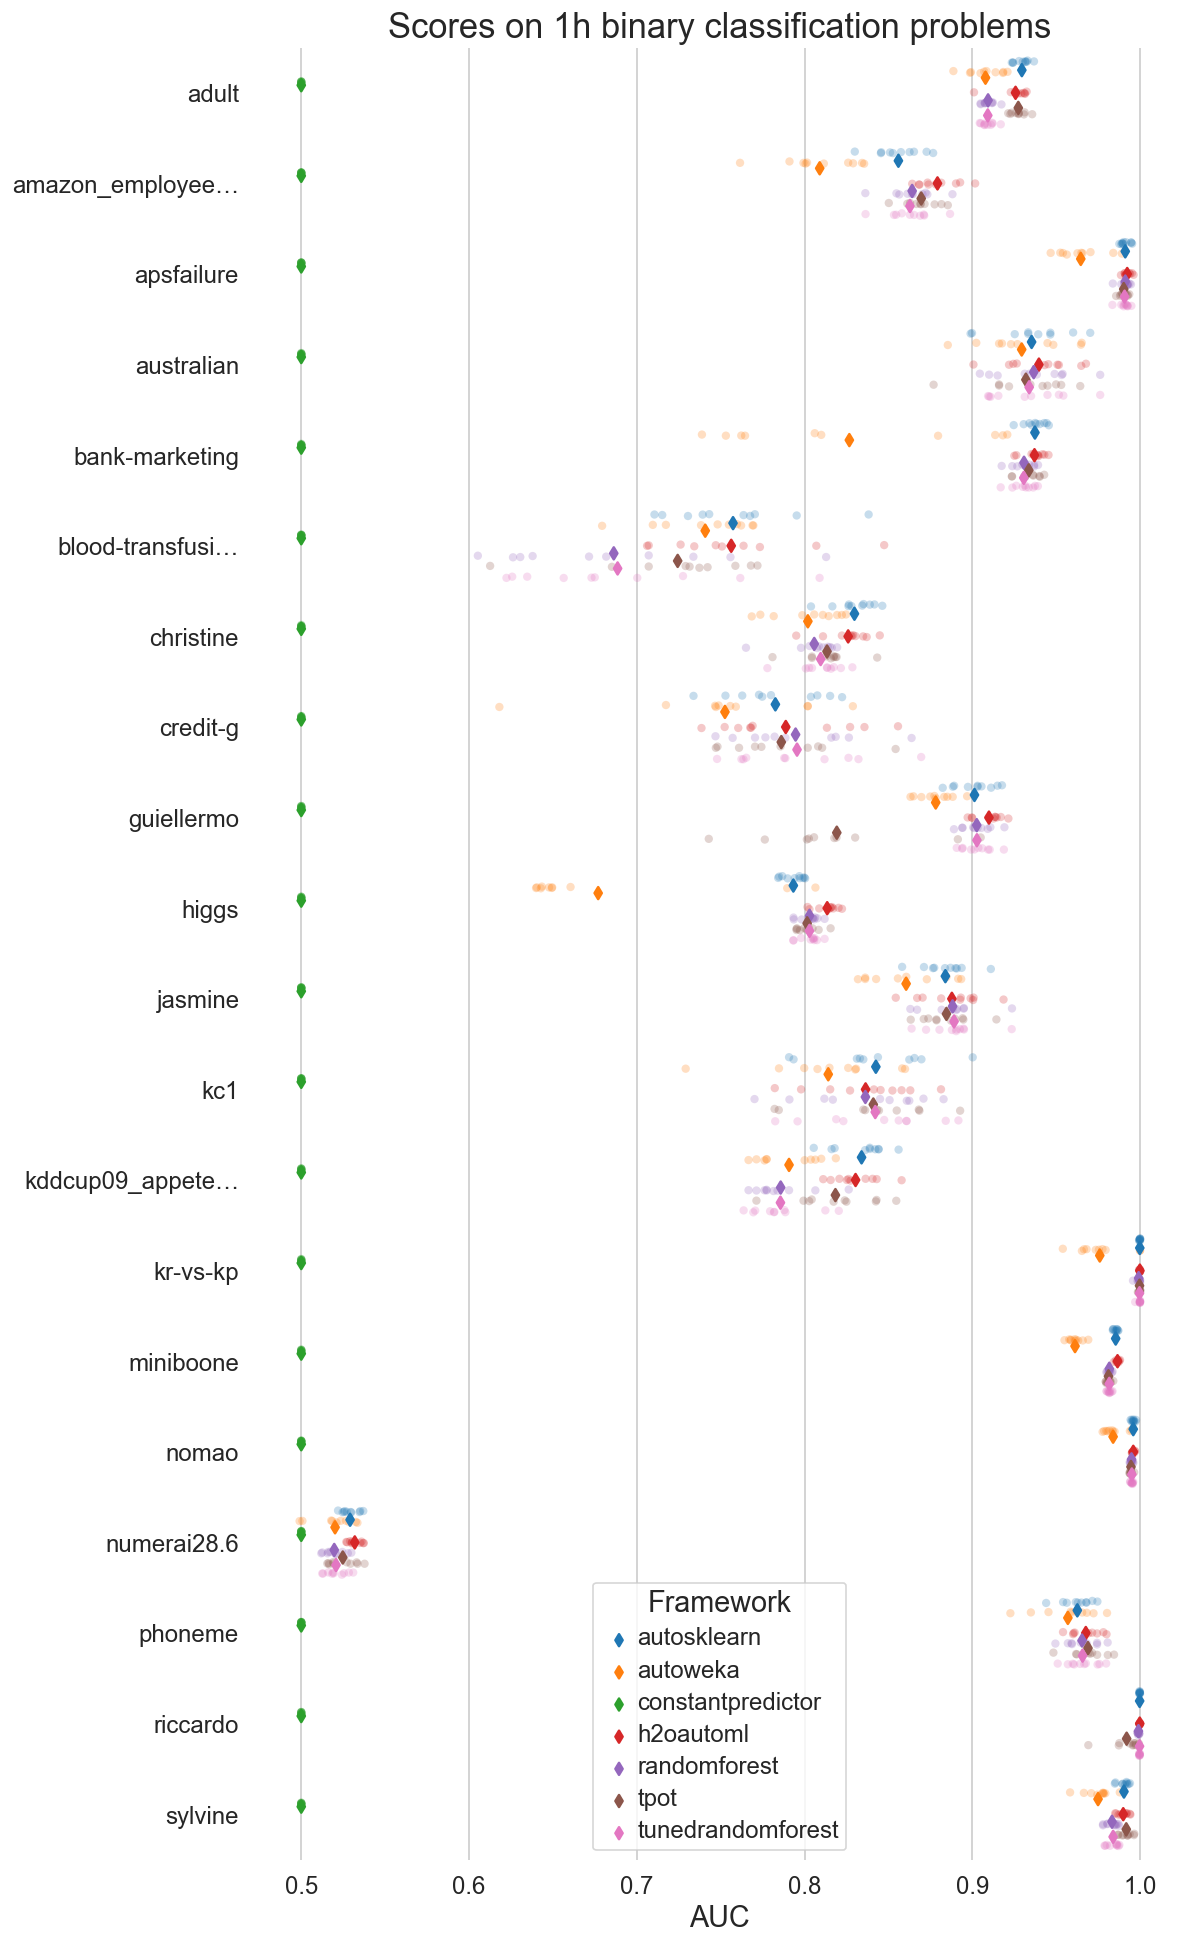 Scores on 1h binary classification problems
adult
amazon_employee…
apsfailure
australian
bank-marketing
blood-transfusi…
christine
credit-g
guiellermo
higgs
jasmine
kc1
kddcup09_appete…
kr-vs-kp
miniboone
nomao
numerai28.6
phoneme
riccardo
sylvine
Framework
autosklearn
autoweka
constantpredictor
h2oautoml
randomforest
tpot
tunedrandomforest
0.5 0.6 0.7 0.8 0.9 1.0
AUC